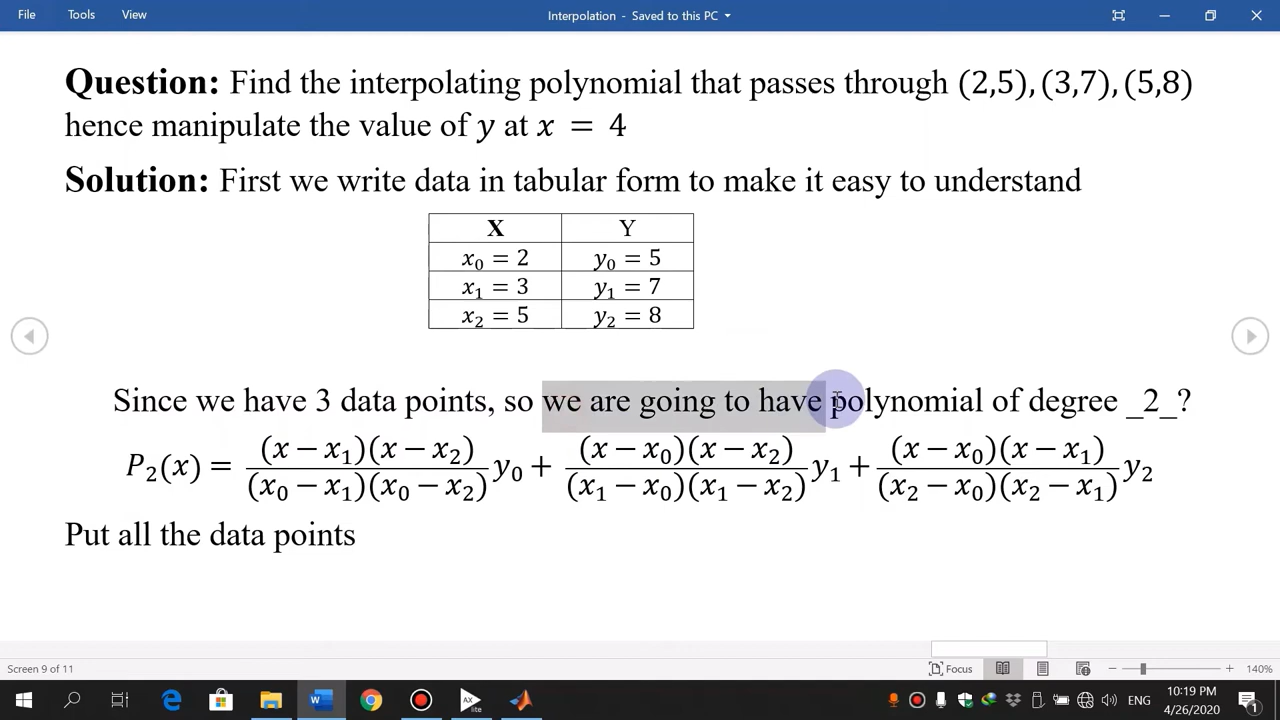 File Tools View Interpolation - Saved to this PC
Question: Find the interpolating polynomial that passes through (2,5), (3,7), (5,8)
hence manipulate the value of y at x = 4
Solution: First we write data in tabular form to make it easy to understand
X Y
x₀ = 2 y₀ = 5
x₁ = 3 y₁ = 7
x₂ = 5 y₂ = 8
Since we have 3 data points, so we are going to have polynomial of degree _2_?
P₂(x) = (x − x₁)(x − x₂)/(x₀ − x₁)(x₀ − x₂) y₀ + (x − x₀)(x − x₂)/(x₁ − x₀)(x₁ − x₂) y₁ + (x − x₀)(x − x₁)/(x₂ − x₀)(x₂ − x₁) y₂
Put all the data points
Screen 9 of 11 Focus 140%
AX lite ENG 10:19 PM 1
4/26/2020